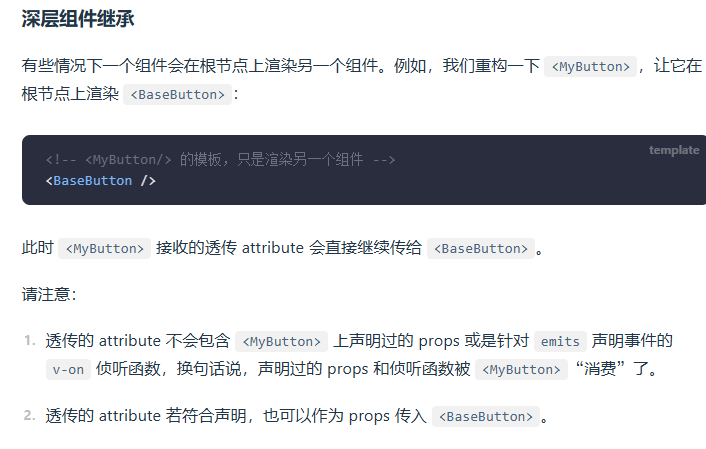 深层组件继承
有些情况下一个组件会在根节点上渲染另一个组件。例如，我们重构一下 <MyButton>，让它在
根节点上渲染 <BaseButton>：
template
<!-- <MyButton/> 的模板，只是渲染另一个组件 -->
<BaseButton />
此时 <MyButton> 接收的透传 attribute 会直接继续传给 <BaseButton>。
请注意：
1. 透传的 attribute 不会包含 <MyButton> 上声明过的 props 或是针对 emits 声明事件的
v-on 侦听函数，换句话说，声明过的 props 和侦听函数被 <MyButton>“消费”了。
2. 透传的 attribute 若符合声明，也可以作为 props 传入 <BaseButton>。